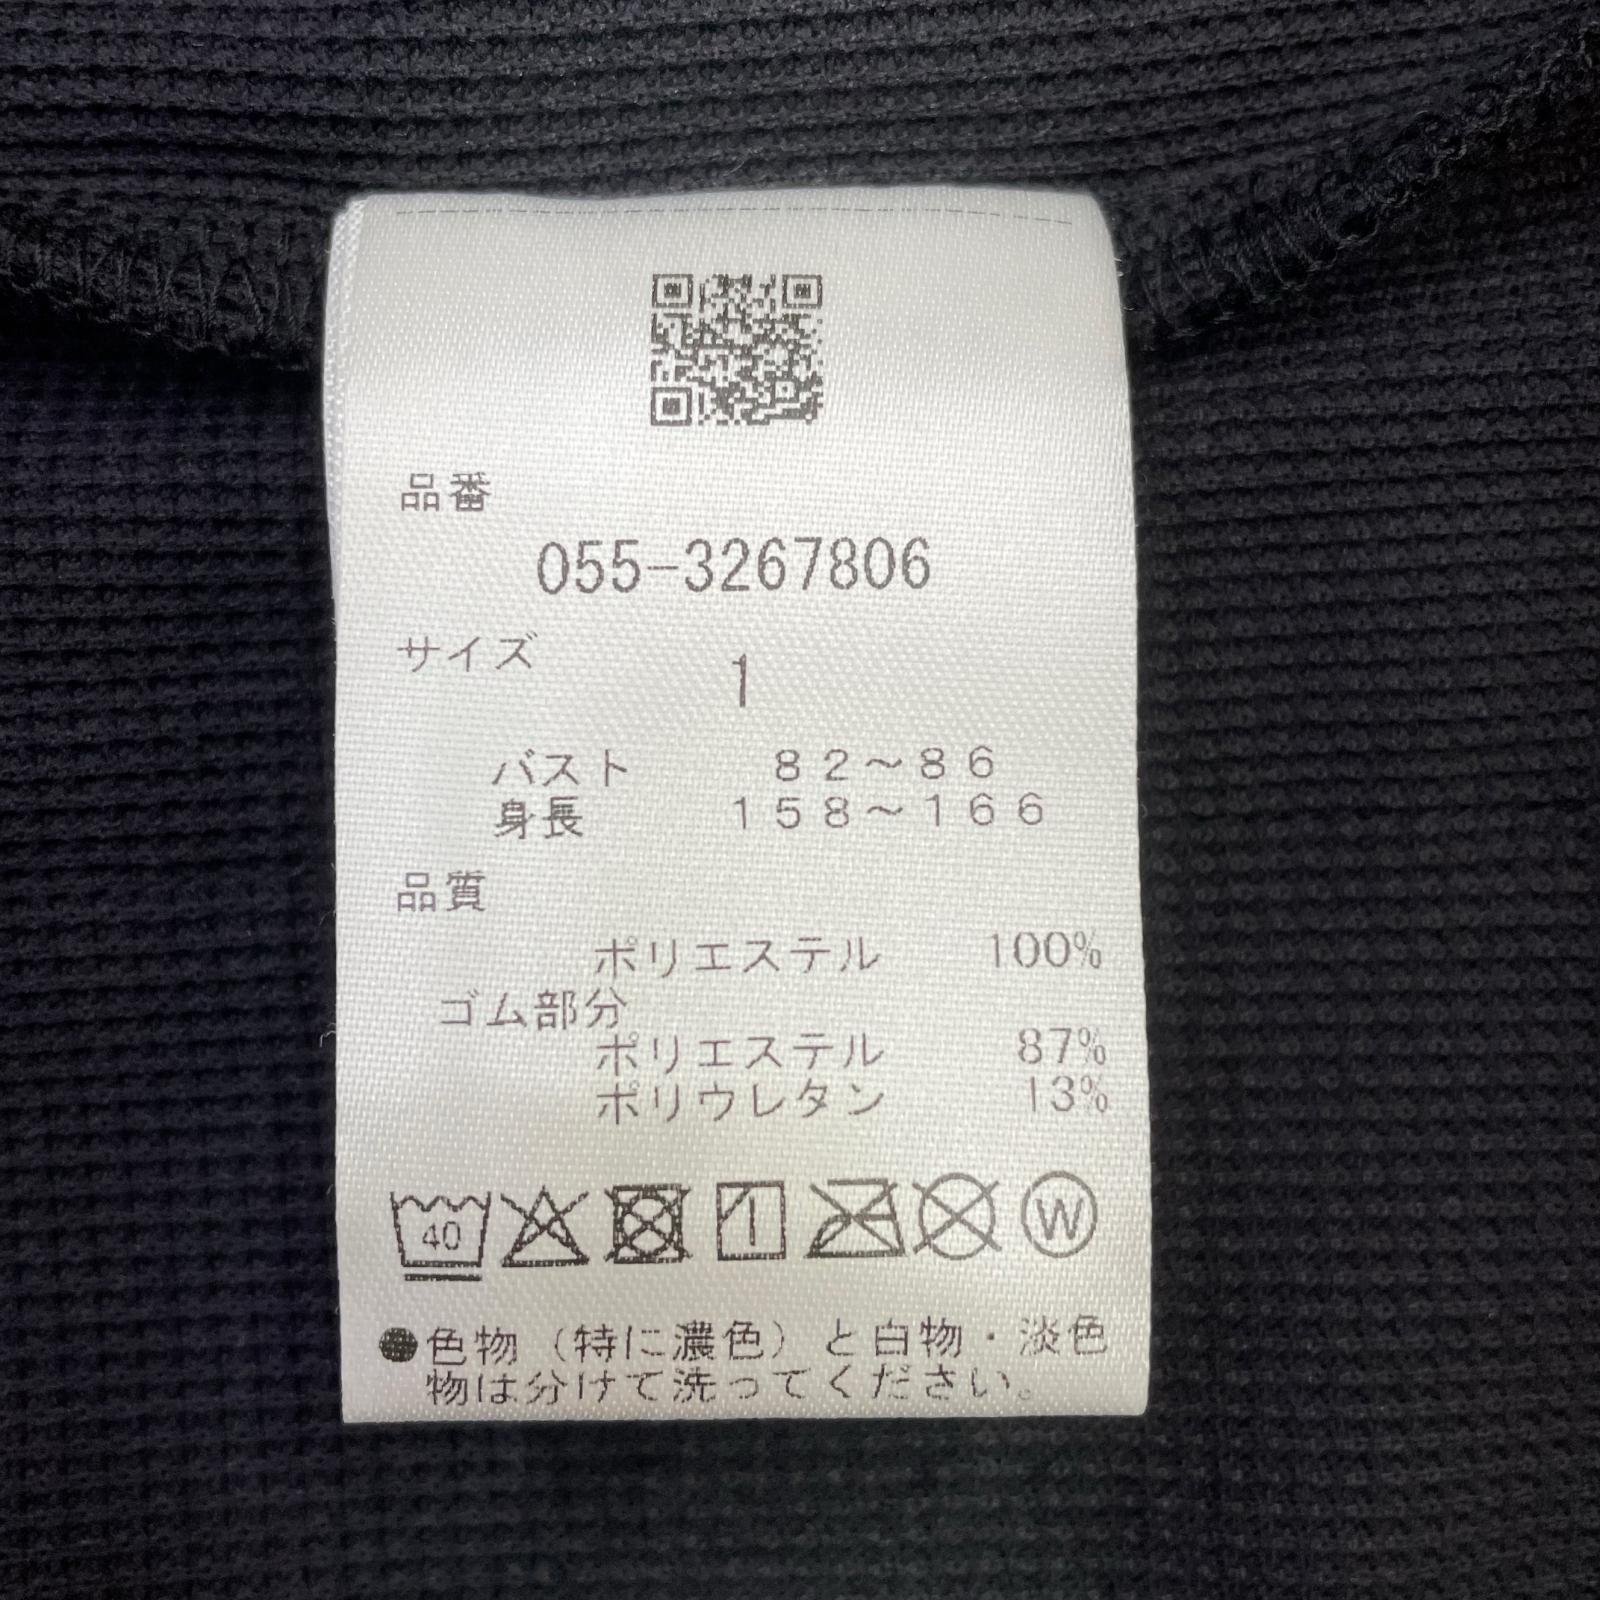 品番
055-3267806
サイズ 1
バスト 82～86
身長 158～166
品質
ポリエステル 100%
ゴム部分
ポリエステル 87%
ポリウレタン 13%
40 W
●色物（特に濃色）と白物・淡色
物は分けて洗ってください。